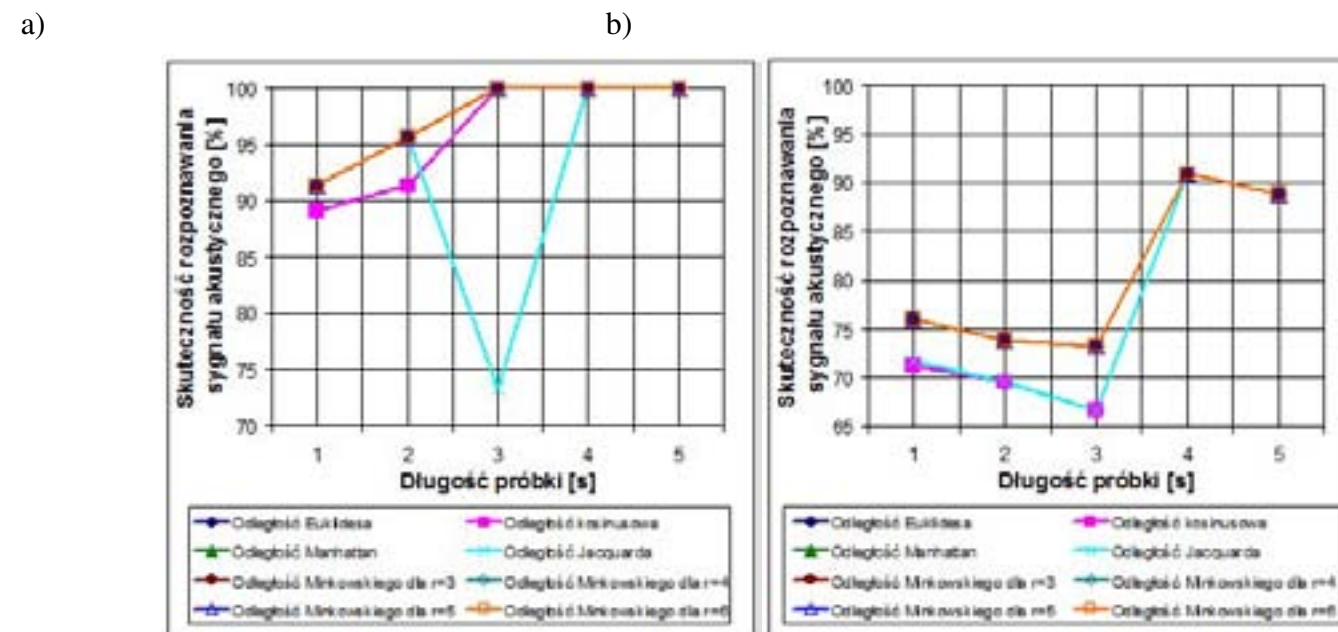 a)
b)
Skuteczność rozpoznawania
sygnału akustycznego [%]
100
95
90
85
80
75
70
1 2 3 4 5
Długość próbki [s]
Odległość Euklidesa
Odległość kosinusowa
Odległość Manhattan
Odległość Jacquarda
Odległość Minkowskiego dla r=3
Odległość Minkowskiego dla r=4
Odległość Minkowskiego dla r=5
Odległość Minkowskiego dla r=6
Skuteczność rozpoznawania
sygnału akustycznego [%]
100
95
90
85
80
75
70
65
1 2 3 4 5
Długość próbki [s]
Odległość Euklidesa
Odległość kosinusowa
Odległość Manhattan
Odległość Jacquarda
Odległość Minkowskiego dla r=3
Odległość Minkowskiego dla r=4
Odległość Minkowskiego dla r=5
Odległość Minkowskiego dla r=6